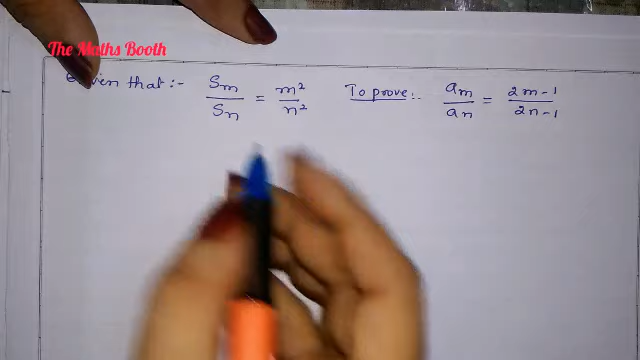 The Maths Booth
Given that :- Sm/Sn = m²/n² To prove :- am/an = 2m-1/2n-1